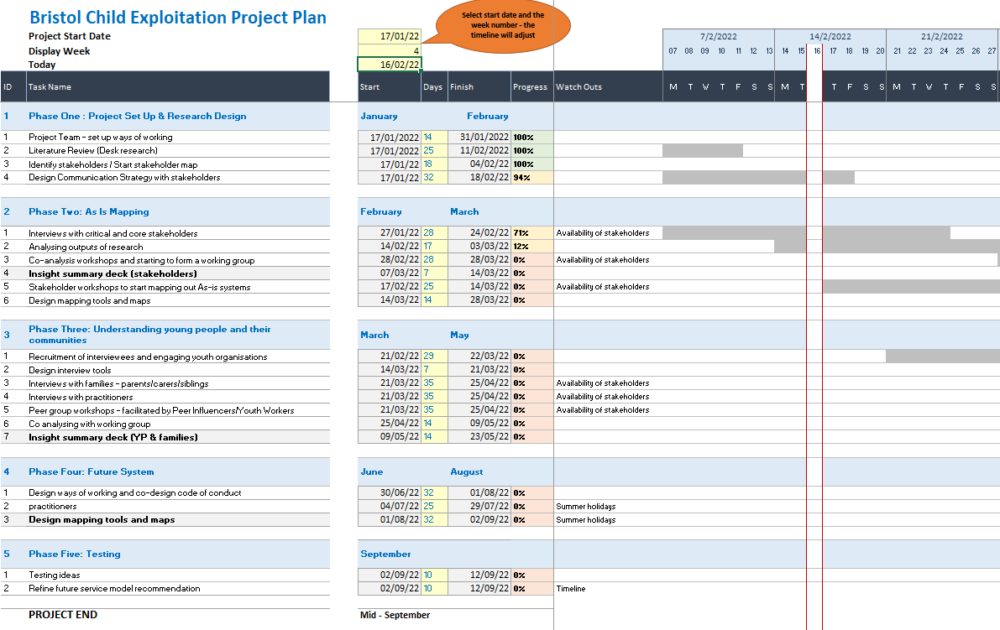 Bristol Child Exploitation Project Plan
Select start date and the
week number - the
timeline will adjust
Project Start Date 17/01/22 7/2/2022 14/2/2022 21/2/2022
Display Week 4 07 08 09 10 11 12 13 14 15 16 17 18 19 20 21 22 23 24 25 26 27
Today 16/02/22
ID Task Name Start Days Finish Progress Watch Outs M T W T F S S M T T F S S M T W T F S S
1 Phase One : Project Set Up & Research Design January February
1 Project Team - set up ways of working 17/01/2022 14 31/01/2022 100%
2 Literature Review (Desk research) 17/01/2022 25 11/02/2022 100%
3 Identify stakeholders / Start stakeholder map 17/01/22 18 04/02/22 100%
4 Design Communication Strategy with stakeholders 17/01/22 32 18/02/22 94%
2 Phase Two: As Is Mapping February March
1 Interviews with critical and core stakeholders 27/01/22 28 24/02/22 71% Availability of stakeholders
2 Analysing outputs of research 14/02/22 17 03/03/22 12%
3 Co-analysis workshops and starting to form a working group 28/02/22 28 28/03/22 0% Availability of stakeholders
4 Insight summary deck (stakeholders) 07/03/22 7 14/03/22 0%
5 Stakeholder workshops to start mapping out As-is systems 17/02/22 25 14/03/22 0% Availability of stakeholders
6 Design mapping tools and maps 14/03/22 14 28/03/22 0%
3 Phase Three: Understanding young people and their
communities March May
1 Recruitment of interviewees and engaging youth organisations 21/02/22 29 22/03/22 0%
2 Design interview tools 14/03/22 7 21/03/22 0%
3 Interviews with families - parents/carers/siblings 21/03/22 35 25/04/22 0% Availability of stakeholders
4 Interviews with practitioners 21/03/22 35 25/04/22 0% Availability of stakeholders
5 Peer group workshops - facilitated by Peer Influencers/Youth Workers 21/03/22 35 25/04/22 0% Availability of stakeholders
6 Co analysing with working group 25/04/22 14 09/05/22 0%
7 Insight summary deck (YP & families) 09/05/22 14 23/05/22 0%
4 Phase Four: Future System June August
1 Design ways of working and co-design code of conduct 30/06/22 32 01/08/22 0%
2 practitioners 04/07/22 25 29/07/22 0% Summer holidays
3 Design mapping tools and maps 01/08/22 32 02/09/22 0% Summer holidays
5 Phase Five: Testing September
1 Testing ideas 02/09/22 10 12/09/22 0%
2 Refine future service model recommendation 02/09/22 10 12/09/22 0% Timeline
PROJECT END Mid - September